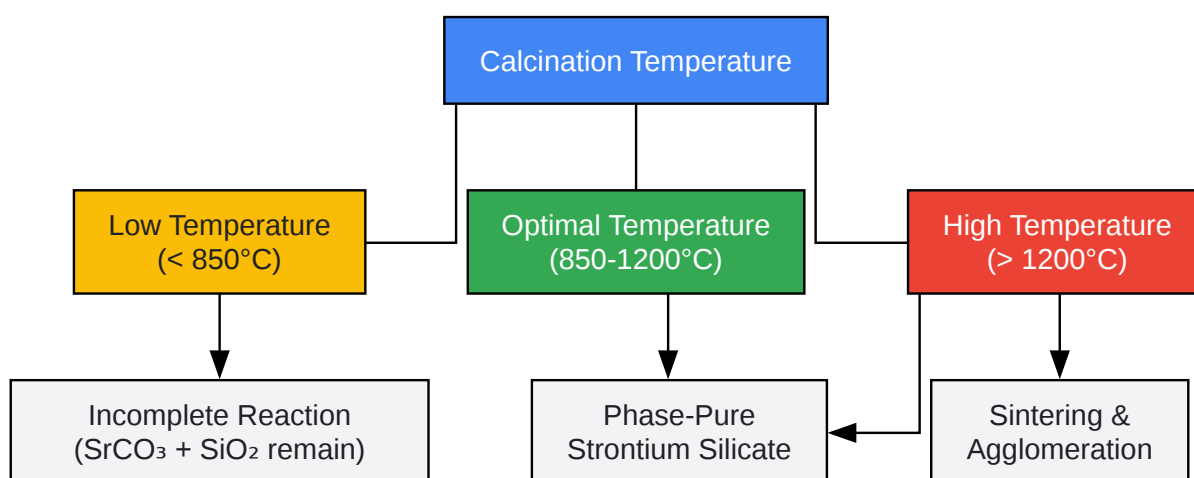 Calcination Temperature
Low Temperature
(< 850°C)
Optimal Temperature
(850-1200°C)
High Temperature
(> 1200°C)
Incomplete Reaction
(SrCO₃ + SiO₂ remain)
Phase-Pure
Strontium Silicate
Sintering &
Agglomeration